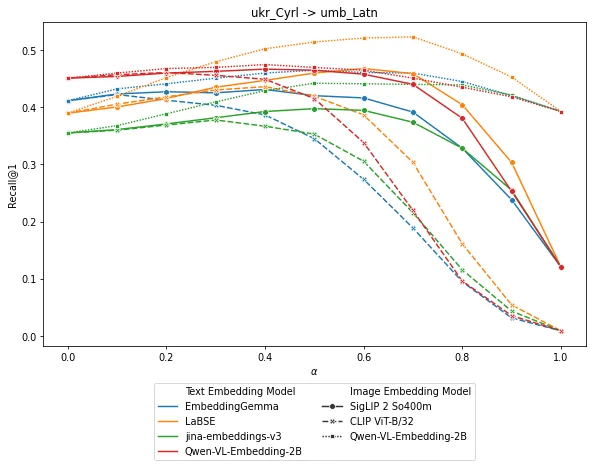 ukr_Cyrl -> umb_Latn
Recall@1
0.5
0.4
0.3
0.2
0.1
0.0
0.0 0.2 0.4 0.6 0.8 1.0
α
Text Embedding Model
EmbeddingGemma
LaBSE
jina-embeddings-v3
Qwen-VL-Embedding-2B
Image Embedding Model
SigLIP 2 So400m
CLIP ViT-B/32
Qwen-VL-Embedding-2B